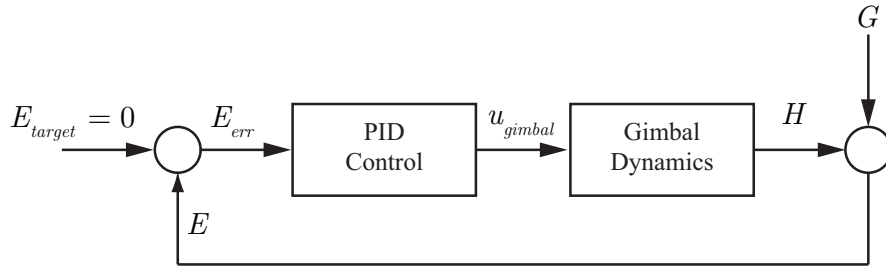 G
E_target = 0
E_err
PID
Control
u_gimbal
Gimbal
Dynamics
H
E